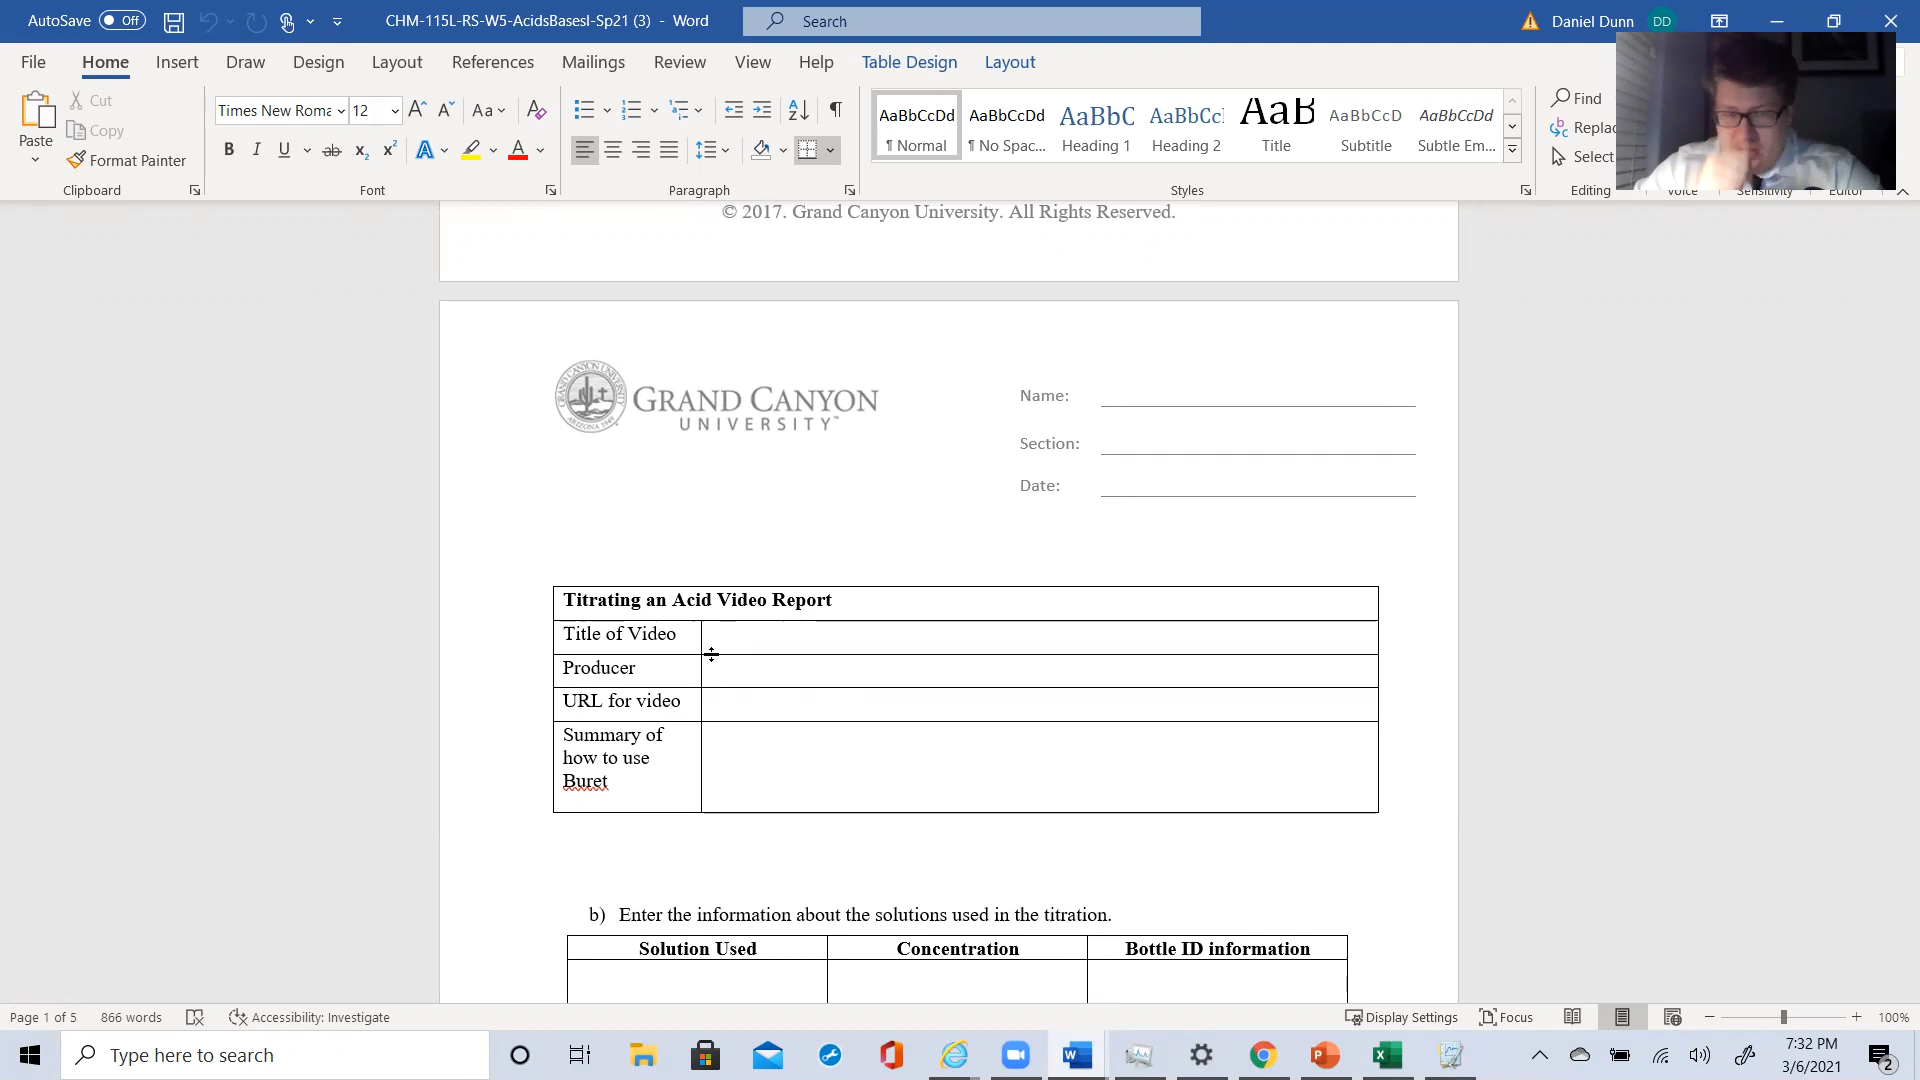 AutoSave Off CHM-115L-RS-W5-AcidsBasesI-Sp21 (3) - Word Search Daniel Dunn DD
File Home Insert Draw Design Layout References Mailings Review View Help Table Design Layout
Paste
Cut
Copy
Format Painter
Clipboard
Times New Roma 12
Font
Paragraph
AaBbCcDd
¶ Normal
AaBbCcDd
¶ No Spac...
AaBbC
Heading 1
AaBbCcl
Heading 2
AaB
Title
AaBbCcD
Subtitle
AaBbCcDd
Subtle Em...
Styles
Find
Replac
Select
Editing
Voice Sensitivity Editor
© 2017. Grand Canyon University. All Rights Reserved.
GRAND CANYON
UNIVERSITY™
Name:
Section:
Date:
Titrating an Acid Video Report
Title of Video
Producer
URL for video
Summary of
how to use
Buret
b) Enter the information about the solutions used in the titration.
Solution Used Concentration Bottle ID information
Page 1 of 5 866 words Accessibility: Investigate Display Settings Focus 100%
Type here to search
7:32 PM
3/6/2021
2